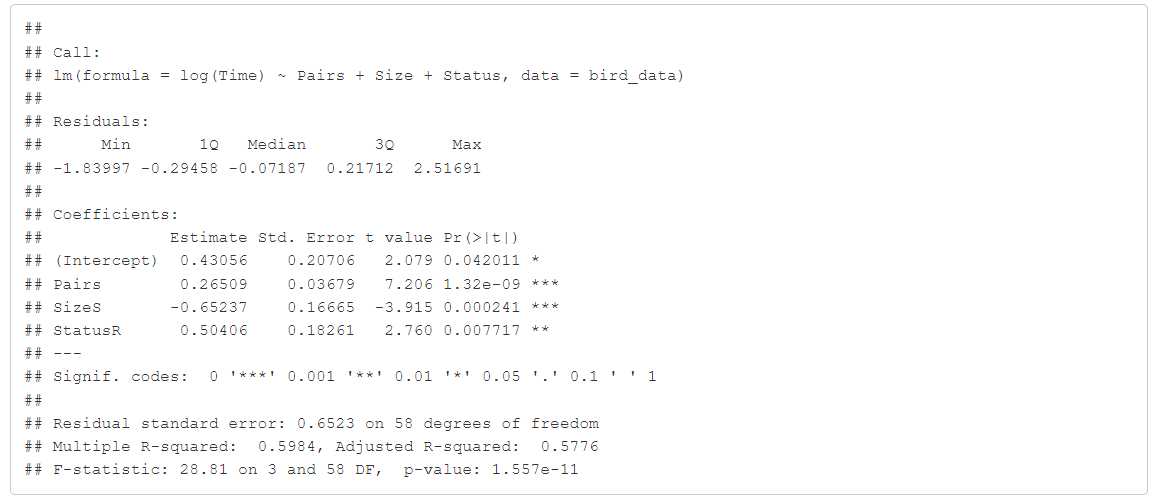 ##
## Call:
## lm(formula = log(Time) ~ Pairs + Size + Status, data = bird_data)
##
## Residuals:
##      Min       1Q   Median       3Q      Max
## -1.83997 -0.29458 -0.07187  0.21712  2.51691
##
## Coefficients:
##             Estimate Std. Error t value Pr(>|t|)
## (Intercept)  0.43056    0.20706   2.079 0.042011 *
## Pairs        0.26509    0.03679   7.206 1.32e-09 ***
## SizeS       -0.65237    0.16665  -3.915 0.000241 ***
## StatusR      0.50406    0.18261   2.760 0.007717 **
## ---
## Signif. codes:  0 '***' 0.001 '**' 0.01 '*' 0.05 '.' 0.1 ' ' 1
##
## Residual standard error: 0.6523 on 58 degrees of freedom
## Multiple R-squared:  0.5984, Adjusted R-squared:  0.5776
## F-statistic: 28.81 on 3 and 58 DF,  p-value: 1.557e-11